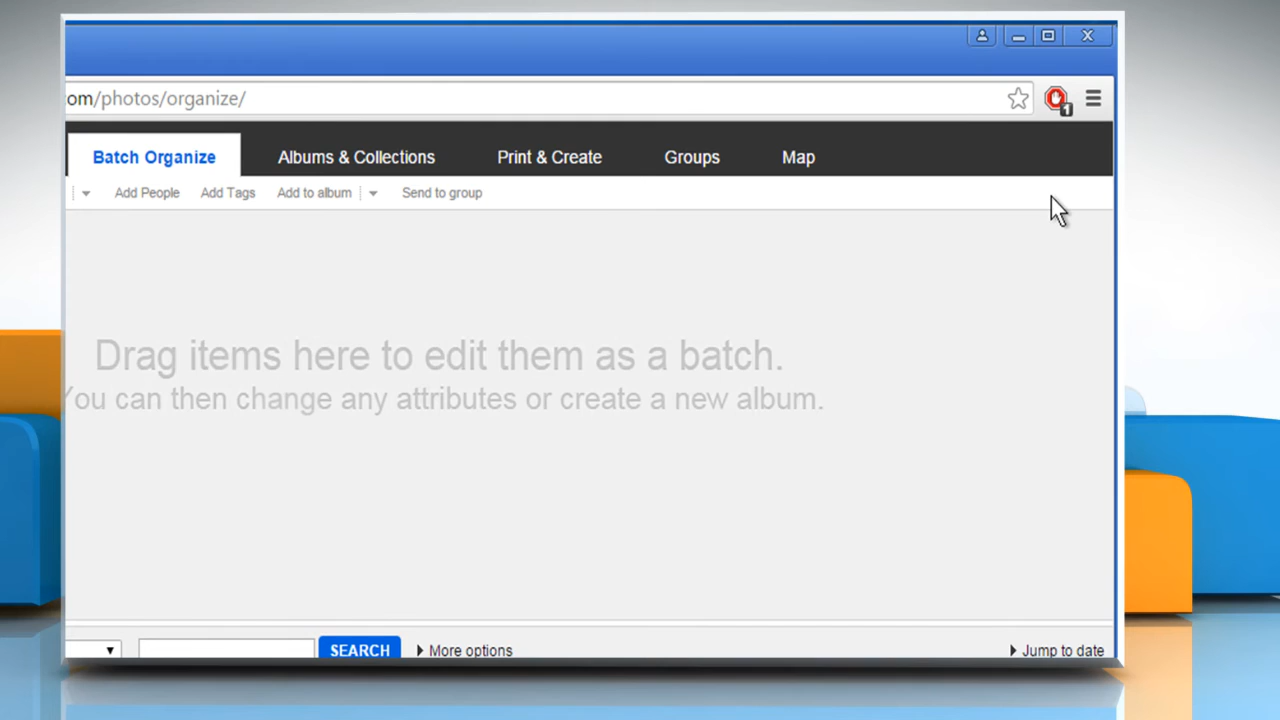 com/photos/organize/
1
Batch Organize Albums & Collections Print & Create Groups Map
Add People Add Tags Add to album Send to group
Drag items here to edit them as a batch.
You can then change any attributes or create a new album.
SEARCH More options Jump to date